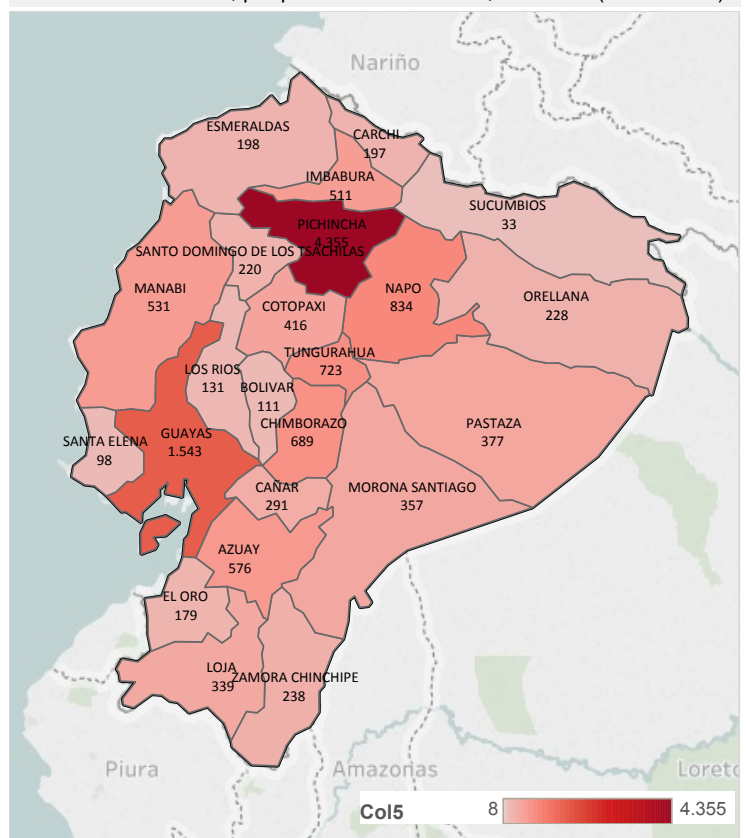 Nariño
ESMERALDAS
198
CARCHI
197
IMBABURA
511
SUCUMBIOS
33
PICHINCHA
4.355
SANTO DOMINGO DE LOS TSACHILAS
220
MANABI
531
NAPO
834
ORELLANA
228
COTOPAXI
416
TUNGURAHUA
723
LOS RIOS
131
BOLIVAR
111
CHIMBORAZO
689
PASTAZA
377
SANTA ELENA
98
GUAYAS
1.543
CAÑAR
291
MORONA SANTIAGO
357
AZUAY
576
EL ORO
179
LOJA
339
ZAMORA CHINCHIPE
238
Piura
Amazonas
Loreto
Col5
8
4.355